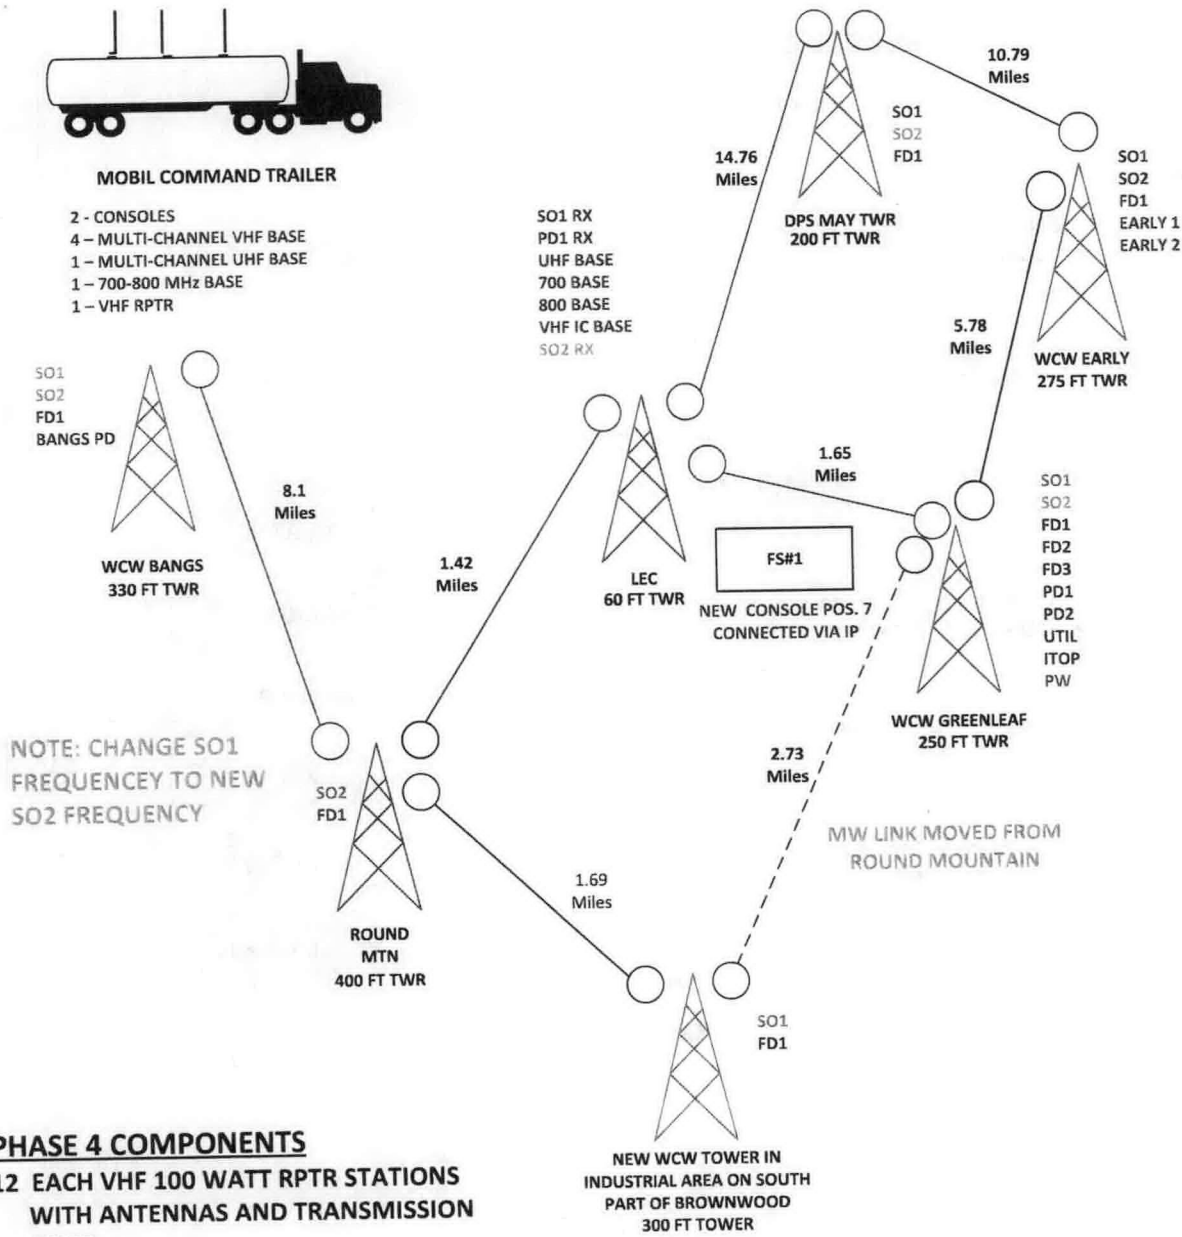 MOBIL COMMAND TRAILER
2 - CONSOLES
4 – MULTI-CHANNEL VHF BASE
1 – MULTI-CHANNEL UHF BASE
1 – 700-800 MHz BASE
1 – VHF RPTR
10.79
Miles
14.76
Miles
SO1
SO2
FD1
DPS MAY TWR
200 FT TWR
SO1
SO2
FD1
EARLY 1
EARLY 2
WCW EARLY
275 FT TWR
5.78
Miles
SO1 RX
PD1 RX
UHF BASE
700 BASE
800 BASE
VHF IC BASE
SO2 RX
SO1
SO2
FD1
BANGS PD
WCW BANGS
330 FT TWR
8.1
Miles
1.42
Miles
LEC
60 FT TWR
1.65
Miles
FS#1
NEW CONSOLE POS. 7
CONNECTED VIA IP
SO1
SO2
FD1
FD2
FD3
PD1
PD2
UTIL
ITOP
PW
WCW GREENLEAF
250 FT TWR
NOTE: CHANGE SO1
FREQUENCEY TO NEW
SO2 FREQUENCY
SO2
FD1
ROUND
MTN
400 FT TWR
2.73
Miles
MW LINK MOVED FROM
ROUND MOUNTAIN
1.69
Miles
SO1
FD1
NEW WCW TOWER IN
INDUSTRIAL AREA ON SOUTH
PART OF BROWNWOOD
300 FT TOWER
PHASE 4 COMPONENTS
12 EACH VHF 100 WATT RPTR STATIONS
WITH ANTENNAS AND TRANSMISSION